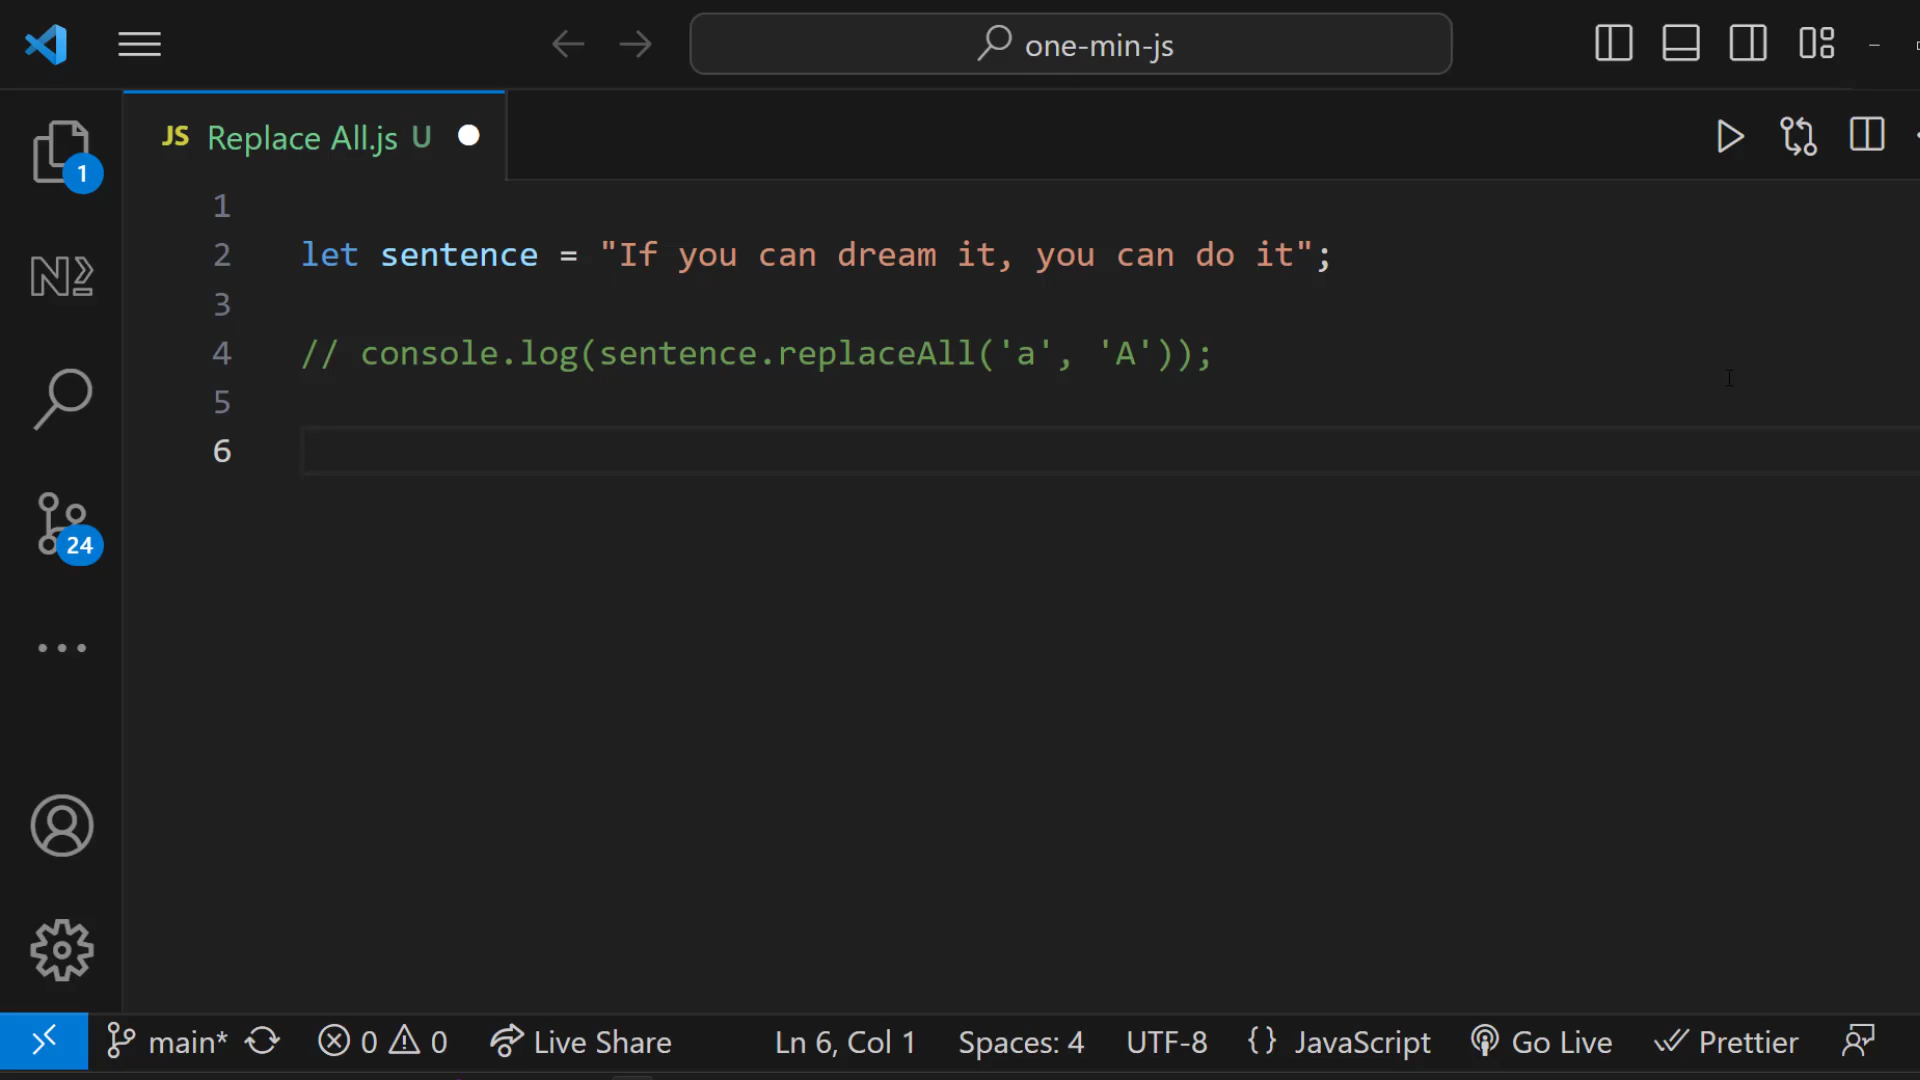 one-min-js
JS Replace All.js U
1
1
2 let sentence = "If you can dream it, you can do it";
3
4 // console.log(sentence.replaceAll('a', 'A'));
5
6
24
main* 0 0 Live Share Ln 6, Col 1 Spaces: 4 UTF-8 {} JavaScript Go Live Prettier